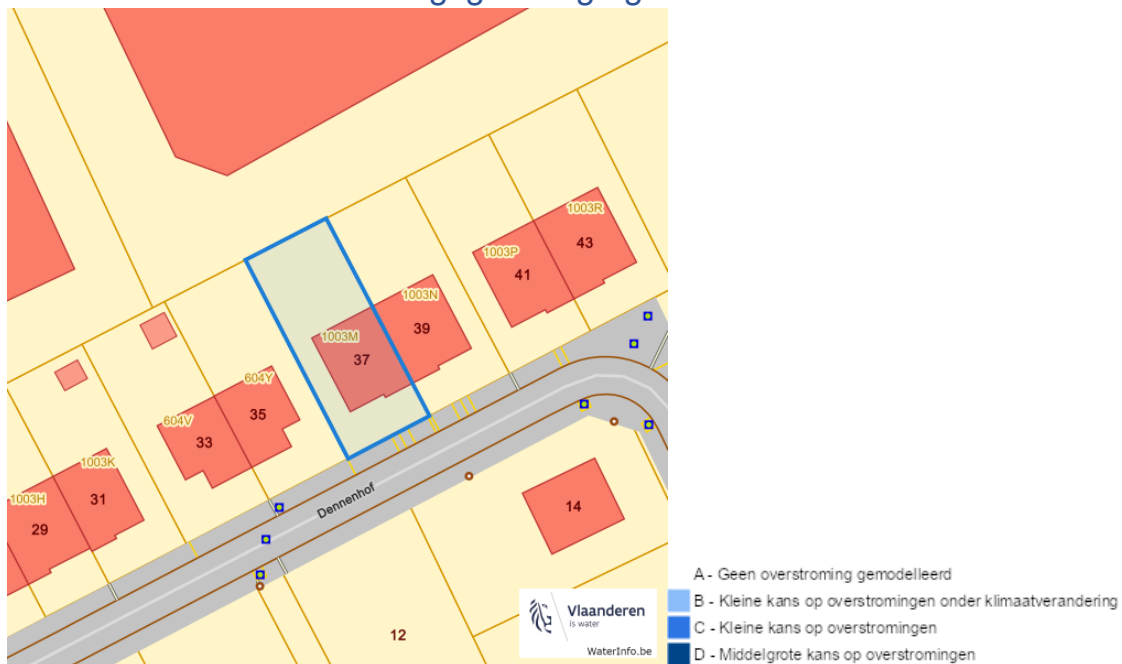 1003R
43
1003P
41
1003N
39
1003M
37
604Y
35
604V
33
1003K
31
1003H
29
Dennenhof
14
12
Vlaanderen
is water
WaterInfo.be
A - Geen overstroming gemodelleerd
B - Kleine kans op overstromingen onder klimaatverandering
C - Kleine kans op overstromingen
D - Middelgrote kans op overstromingen